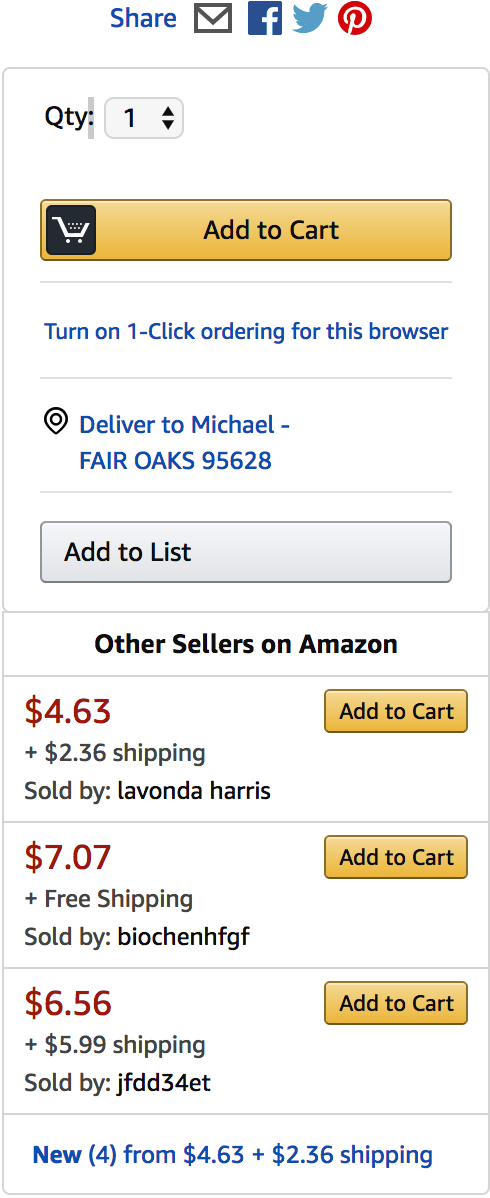 Share
Qty: 1
Add to Cart
Turn on 1-Click ordering for this browser
Deliver to Michael -
FAIR OAKS 95628
Add to List
Other Sellers on Amazon
$4.63 Add to Cart
+ $2.36 shipping
Sold by: lavonda harris
$7.07 Add to Cart
+ Free Shipping
Sold by: biochenhfgf
$6.56 Add to Cart
+ $5.99 shipping
Sold by: jfdd34et
New (4) from $4.63 + $2.36 shipping